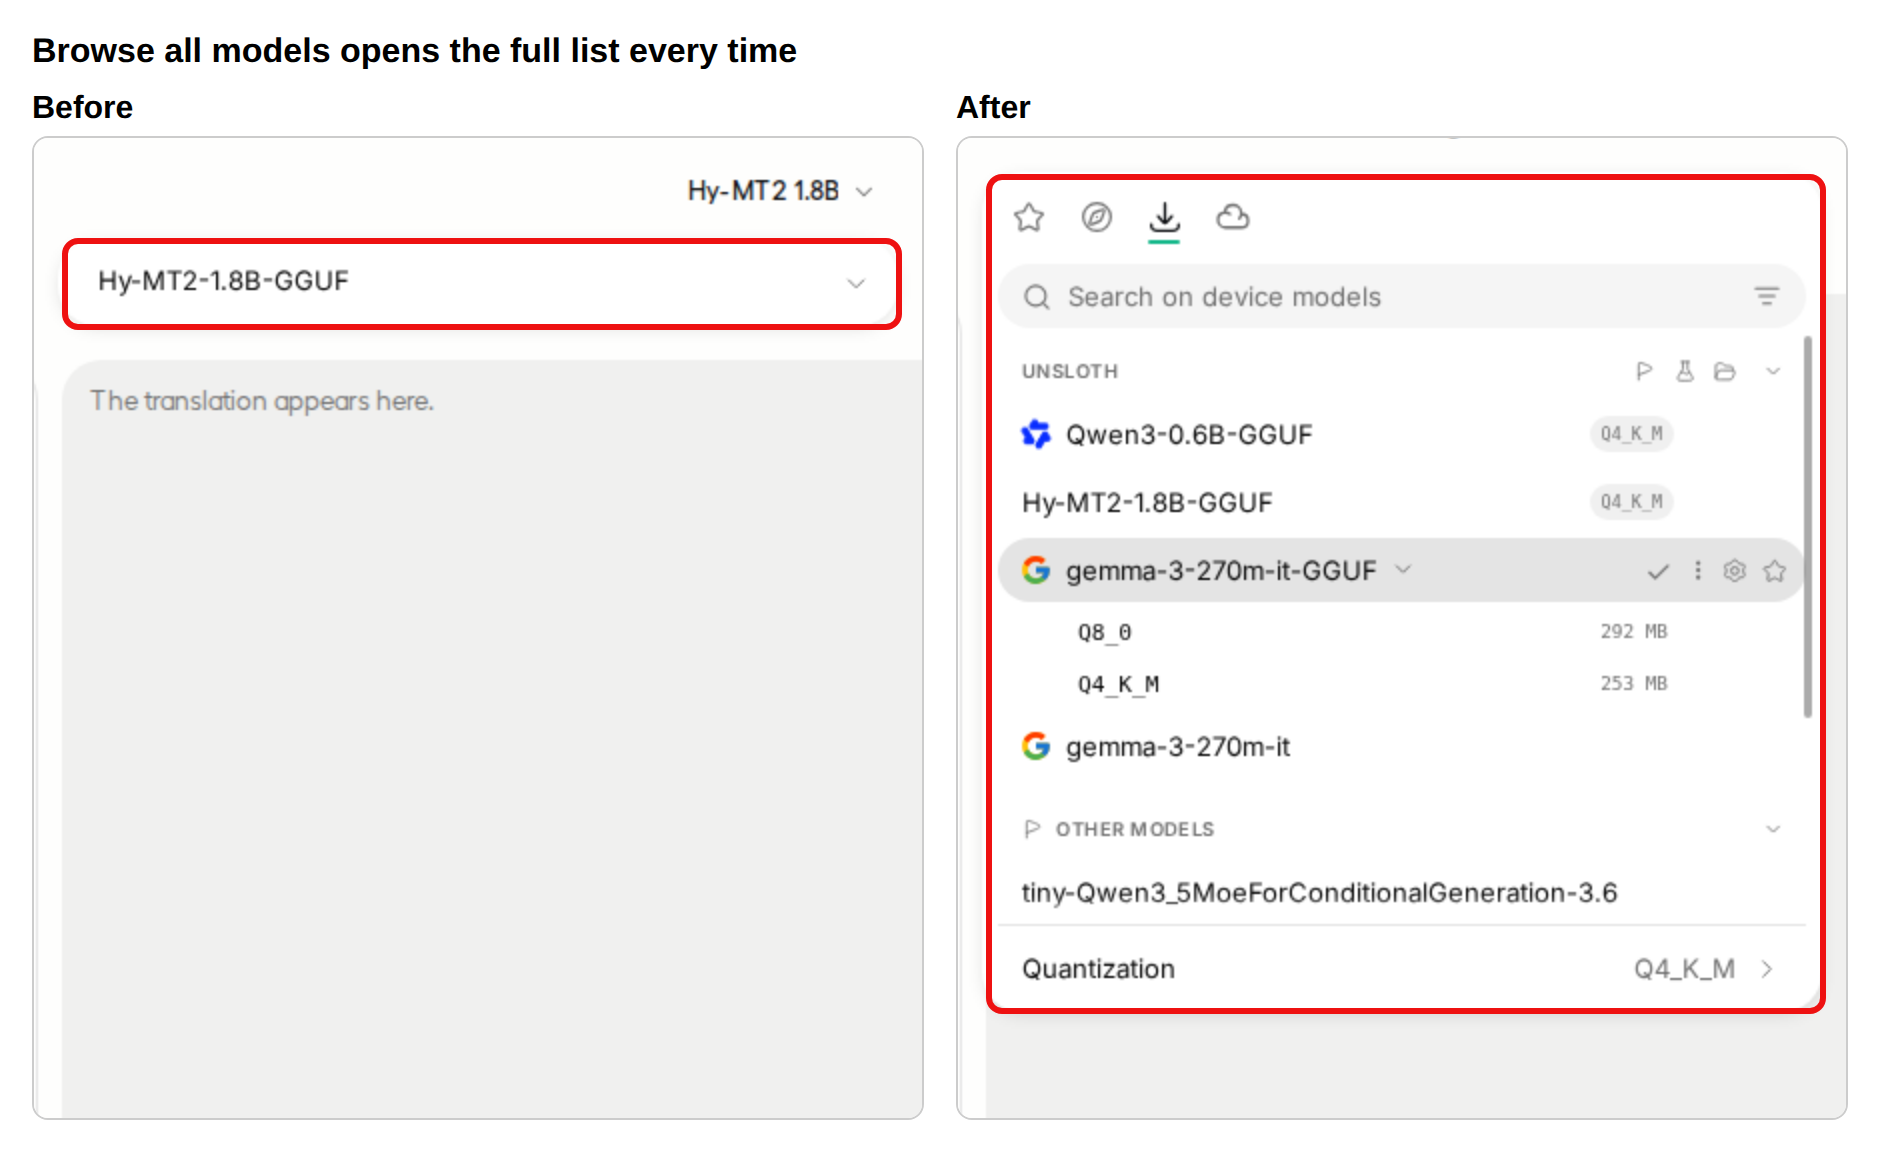 Browse all models opens the full list every time
Before
Hy-MT2 1.8B
Hy-MT2-1.8B-GGUF
The translation appears here.
After
Search on device models
UNSLOTH
Qwen3-0.6B-GGUF Q4_K_M
Hy-MT2-1.8B-GGUF Q4_K_M
gemma-3-270m-it-GGUF
Q8_0 292 MB
Q4_K_M 253 MB
gemma-3-270m-it
OTHER MODELS
tiny-Qwen3_5MoeForConditionalGeneration-3.6
Quantization Q4_K_M